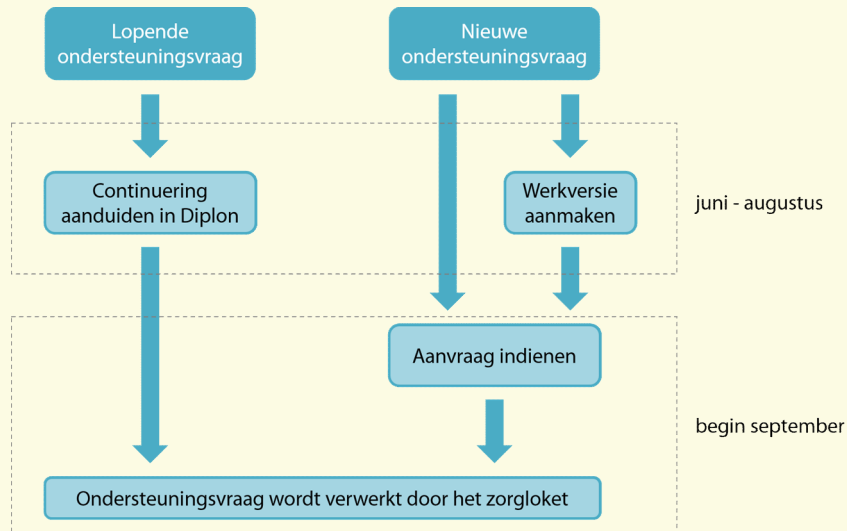 Lopende
ondersteuningsvraag
Nieuwe
ondersteuningsvraag
Continuering
aanduiden in Diplon
Werkversie
aanmaken
juni - augustus
Aanvraag indienen
begin september
Ondersteuningsvraag wordt verwerkt door het zorgloket